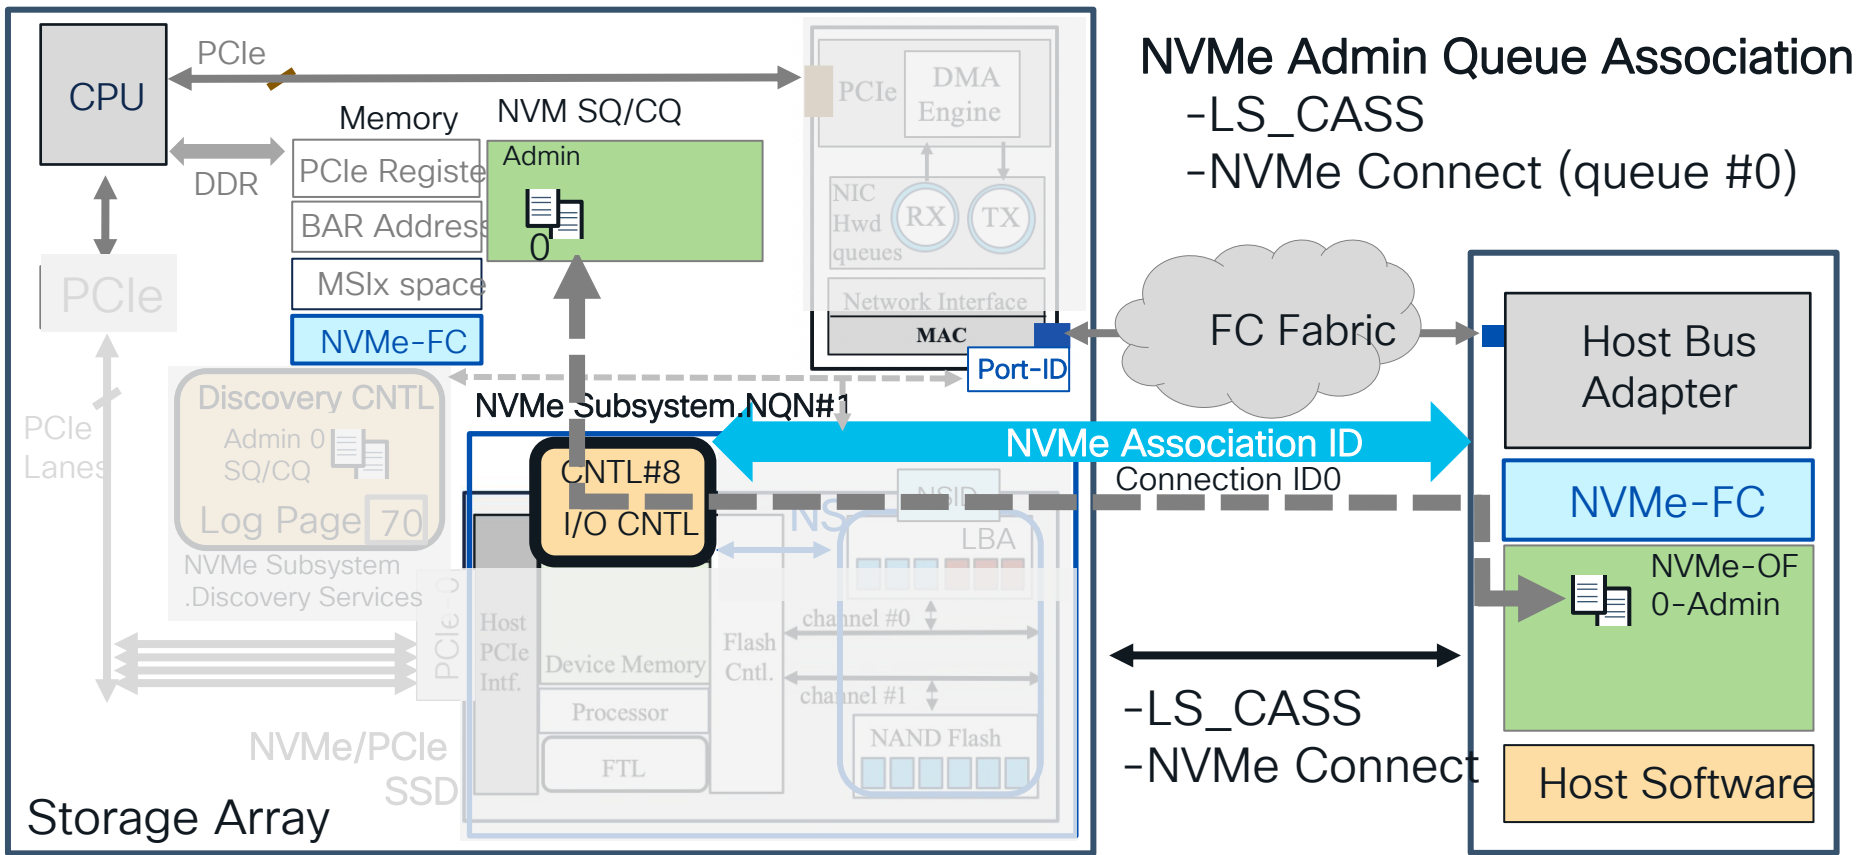 NVMe Admin Queue Association
-LS_CASS
-NVMe Connect (queue #0)
CPU
PCIe
DDR
Memory
PCIe Registe
BAR Address
MSIx space
NVMe-FC
NVM SQ/CQ
Admin
0
PCIe
DMA
Engine
NIC
Hwd
queues
RX
TX
Network Interface
MAC
Port-ID
FC Fabric
Host Bus
Adapter
NVMe-FC
NVMe-OF
0-Admin
Host Software
PCIe
PCIe
Lanes
Discovery CNTL
Admin 0
SQ/CQ
Log Page
70
NVMe Subsystem
.Discovery Services
NVMe Subsystem.NQN#1
CNTL#8
I/O CNTL
NVMe Association ID
Connection ID0
NS
NSID
LBA
PCIe-0
Host
PCIe
Intf.
Device Memory
Processor
FTL
Flash
Cntl.
channel #0
channel #1
NAND Flash
NVMe/PCIe
SSD
Storage Array
-LS_CASS
-NVMe Connect